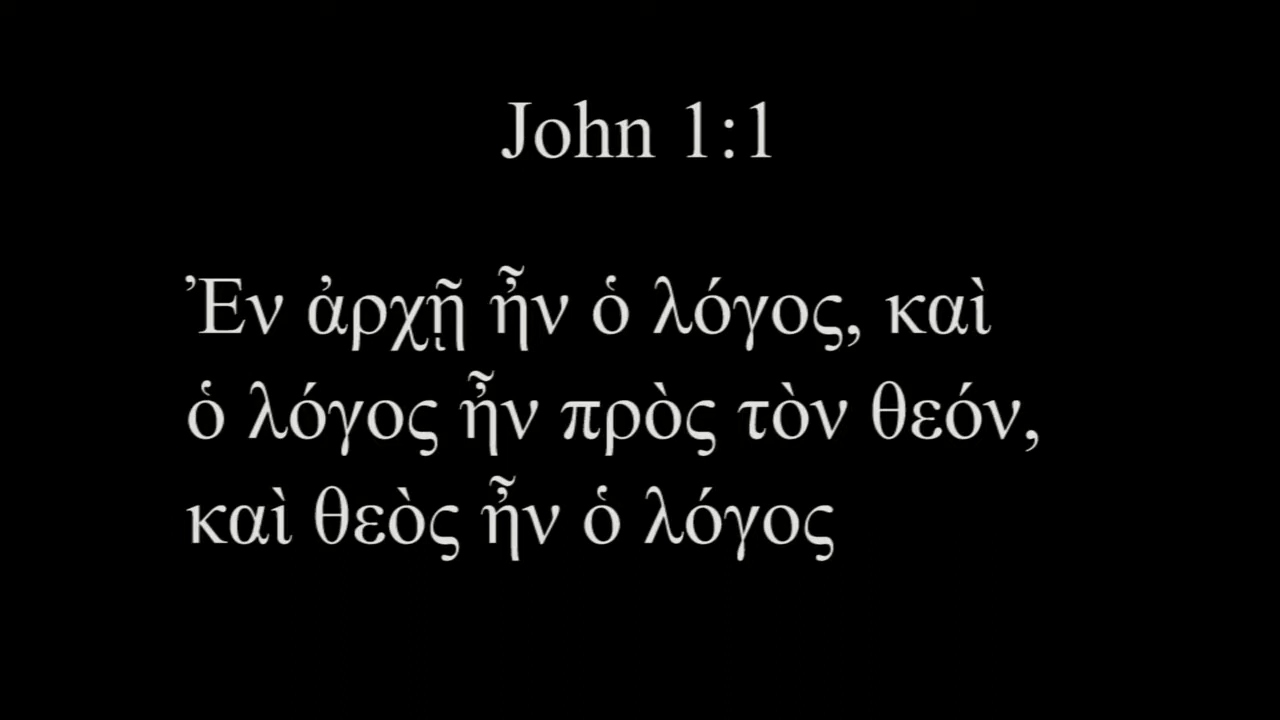 John 1:1
Ἐν ἀρχῇ ἦν ὁ λόγος, καὶ
ὁ λόγος ἦν πρὸς τὸν θεόν,
καὶ θεὸς ἦν ὁ λόγος